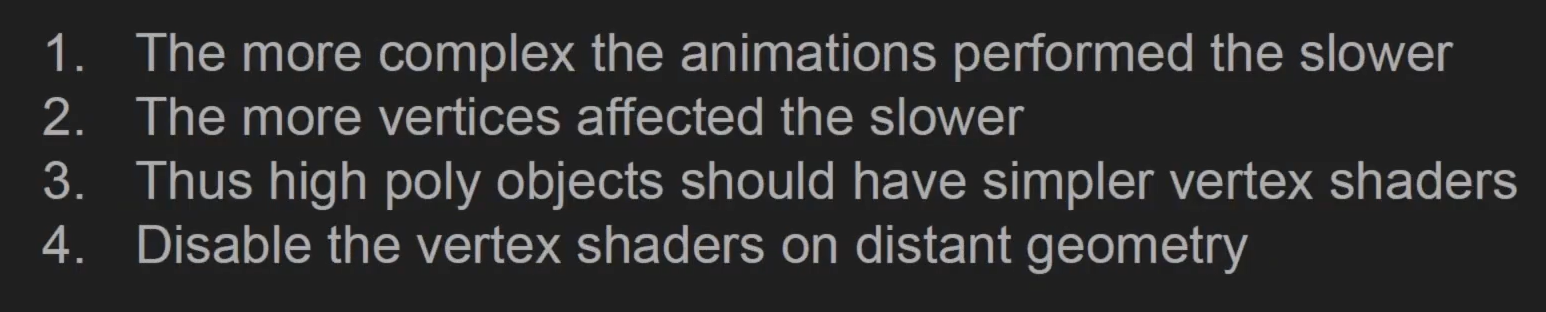 1. The more complex the animations performed the slower
2. The more vertices affected the slower
3. Thus high poly objects should have simpler vertex shaders
4. Disable the vertex shaders on distant geometry